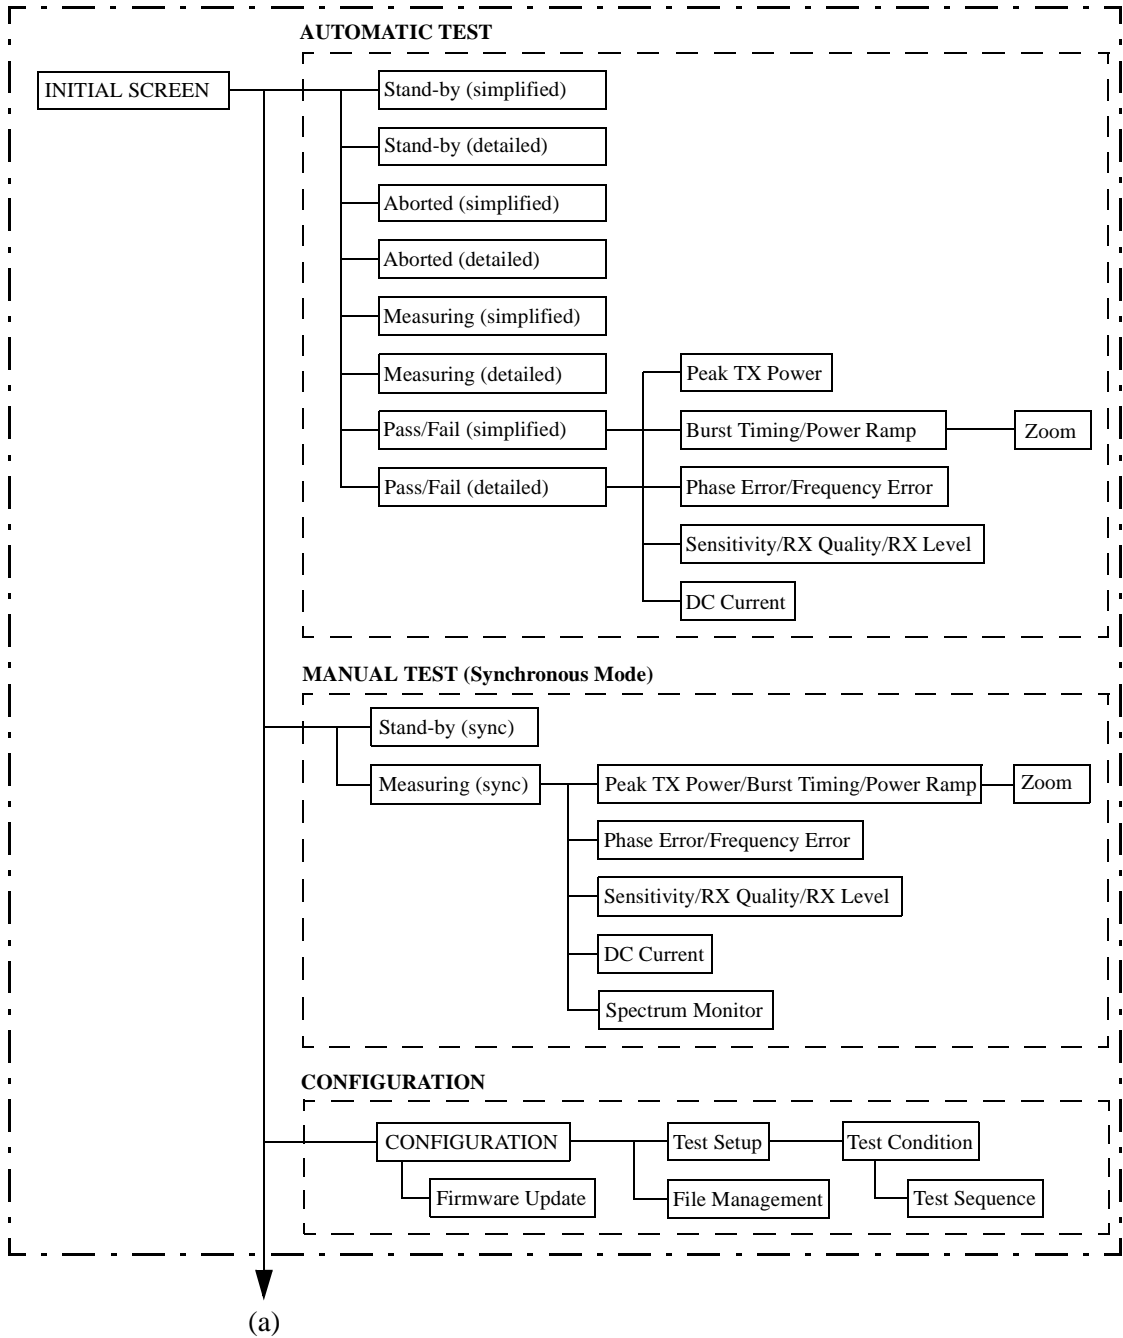 AUTOMATIC TEST
INITIAL SCREEN
Stand-by (simplified)
Stand-by (detailed)
Aborted (simplified)
Aborted (detailed)
Measuring (simplified)
Measuring (detailed)
Peak TX Power
Pass/Fail (simplified)
Burst Timing/Power Ramp
Zoom
Pass/Fail (detailed)
Phase Error/Frequency Error
Sensitivity/RX Quality/RX Level
DC Current
MANUAL TEST (Synchronous Mode)
Stand-by (sync)
Measuring (sync)
Peak TX Power/Burst Timing/Power Ramp
Zoom
Phase Error/Frequency Error
Sensitivity/RX Quality/RX Level
DC Current
Spectrum Monitor
CONFIGURATION
CONFIGURATION
Test Setup
Test Condition
Firmware Update
File Management
Test Sequence
(a)